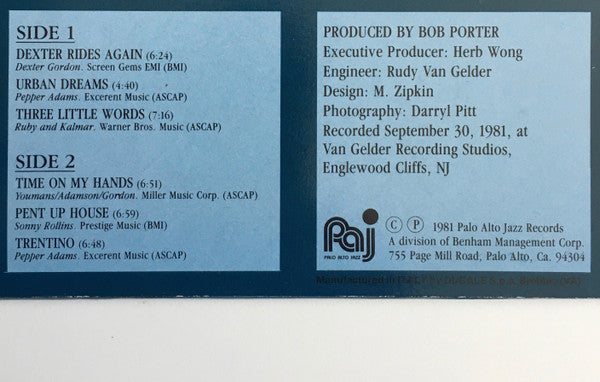 SIDE 1
DEXTER RIDES AGAIN (6:24)
Dexter Gordon. Screen Gems EMI (BMI)
URBAN DREAMS (4:40)
Pepper Adams. Excerent Music (ASCAP)
THREE LITTLE WORDS (7:16)
Ruby and Kalmar. Warner Bros. Music (ASCAP)
SIDE 2
TIME ON MY HANDS (6:51)
Youmans/Adamson/Gordon. Miller Music Corp. (ASCAP)
PENT UP HOUSE (6:59)
Sonny Rollins. Prestige Music (BMI)
TRENTINO (6:48)
Pepper Adams. Excerent Music (ASCAP)
PRODUCED BY BOB PORTER
Executive Producer: Herb Wong
Engineer: Rudy Van Gelder
Design: M. Zipkin
Photography: Darryl Pitt
Recorded September 30, 1981, at
Van Gelder Recording Studios,
Englewood Cliffs, NJ
Paj
PALO ALTO JAZZ
Ⓒ Ⓟ 1981 Palo Alto Jazz Records
A division of Benham Management Corp.
755 Page Mill Road, Palo Alto, Ca. 94304
Manufactured in ITALY by